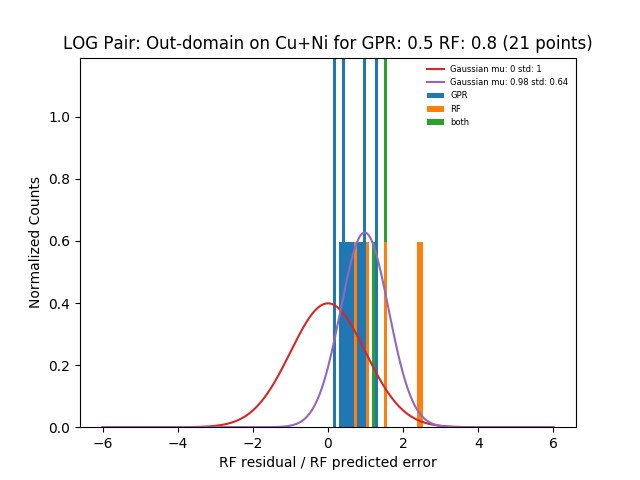 LOG Pair: Out-domain on Cu+Ni for GPR: 0.5 RF: 0.8 (21 points)
Gaussian mu: 0 std: 1
Gaussian mu: 0.98 std: 0.64
GPR
RF
both
Normalized Counts
1.0
0.8
0.6
0.4
0.2
0.0
−6 −4 −2 0 2 4 6
RF residual / RF predicted error